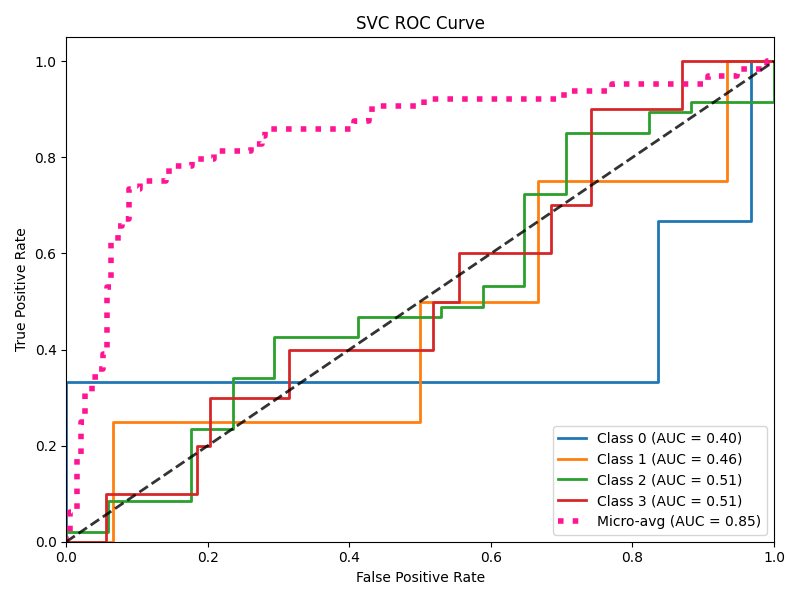 SVC ROC Curve
True Positive Rate
1.0
0.8
0.6
0.4
0.2
0.0
0.0 0.2 0.4 0.6 0.8 1.0
False Positive Rate
Class 0 (AUC = 0.40)
Class 1 (AUC = 0.46)
Class 2 (AUC = 0.51)
Class 3 (AUC = 0.51)
Micro-avg (AUC = 0.85)